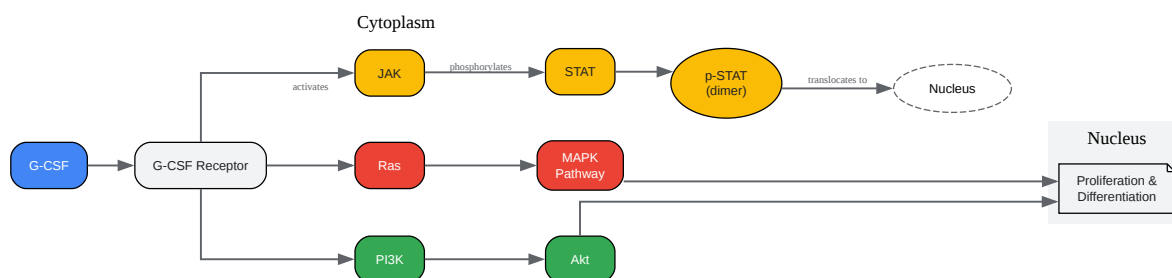 Cytoplasm
JAK
phosphorylates
STAT
p-STAT
(dimer)
translocates to
Nucleus
activates
G-CSF
G-CSF Receptor
Ras
MAPK
Pathway
Nucleus
Proliferation &
Differentiation
PI3K
Akt